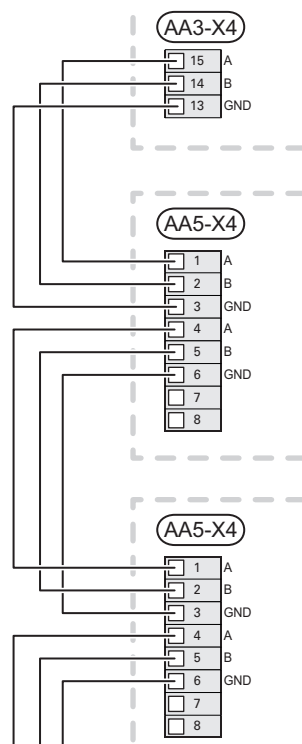 AA3-X4
15 A
14 B
13 GND
AA5-X4
1 A
2 B
3 GND
4 A
5 B
6 GND
7
8
AA5-X4
1 A
2 B
3 GND
4 A
5 B
6 GND
7
8